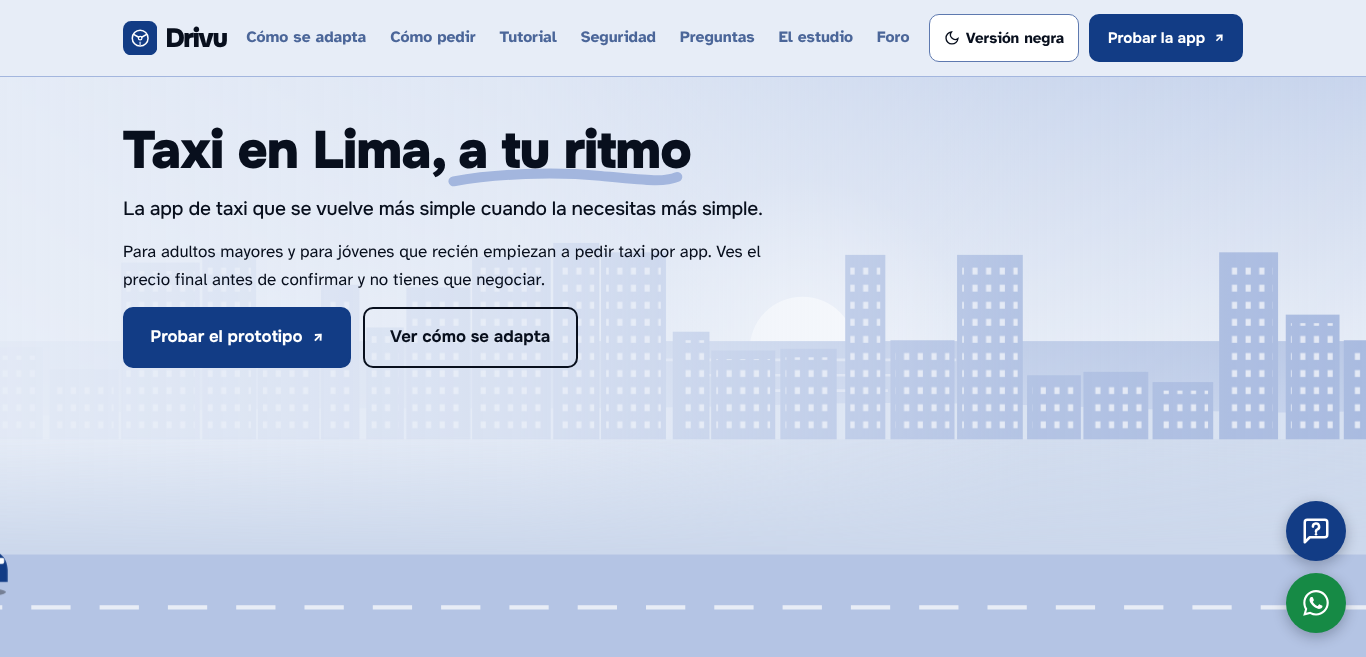 Drivu
Cómo se adapta
Cómo pedir
Tutorial
Seguridad
Preguntas
El estudio
Foro
Versión negra
Probar la app
Taxi en Lima, a tu ritmo
La app de taxi que se vuelve más simple cuando la necesitas más simple.
Para adultos mayores y para jóvenes que recién empiezan a pedir taxi por app. Ves el
precio final antes de confirmar y no tienes que negociar.
Probar el prototipo
Ver cómo se adapta